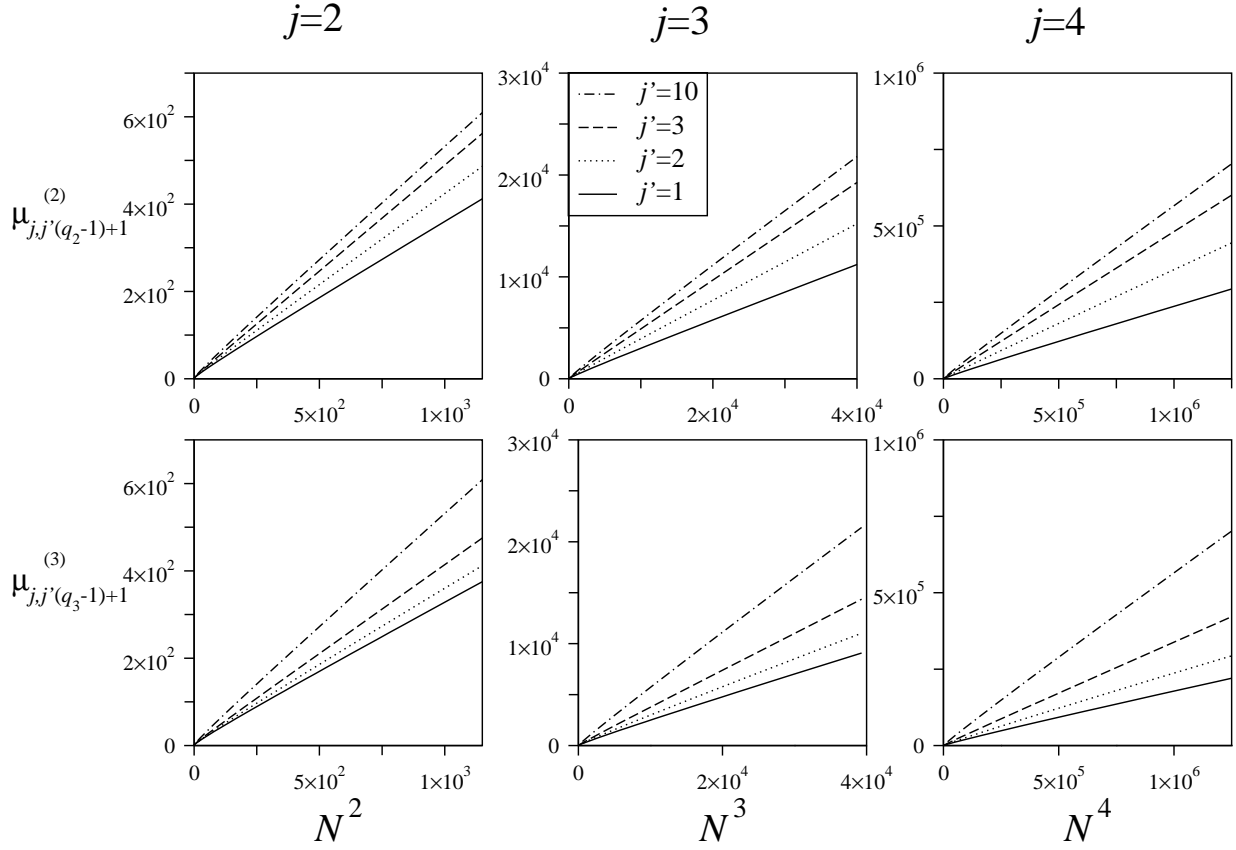 j=2 j=3 j=4
6×10²
4×10²
2×10²
0
0 5×10² 1×10³
μ_{j,j'(q₂-1)+1}^{(2)}
3×10⁴
2×10⁴
1×10⁴
0
0 2×10⁴ 4×10⁴
j'=10
j'=3
j'=2
j'=1
1×10⁶
5×10⁵
0
0 5×10⁵ 1×10⁶
6×10²
4×10²
2×10²
0
0 5×10² 1×10³
μ_{j,j'(q₃-1)+1}^{(3)}
3×10⁴
2×10⁴
1×10⁴
0
0 2×10⁴ 4×10⁴
1×10⁶
5×10⁵
0
0 5×10⁵ 1×10⁶
N² N³ N⁴